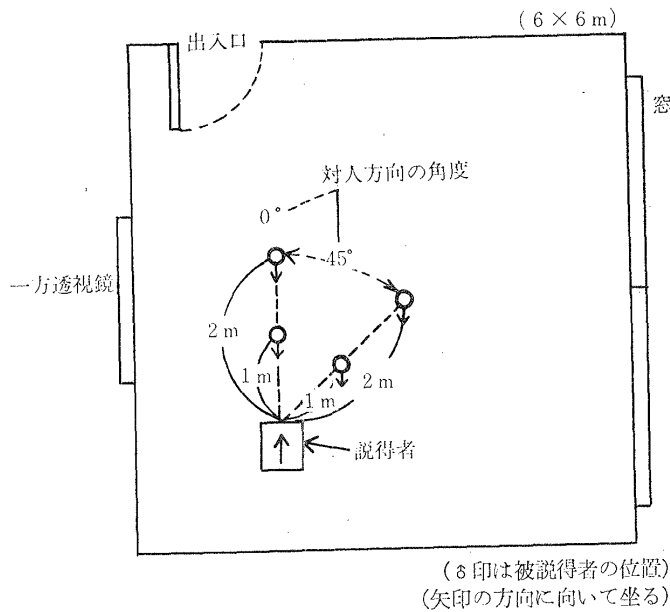 (6×6m)
出入口
窓
対人方向の角度
0°
45°
一方透視鏡
2m
1m
1m
2m
説得者
(δ印は被説得者の位置)
(矢印の方向に向いて坐る)